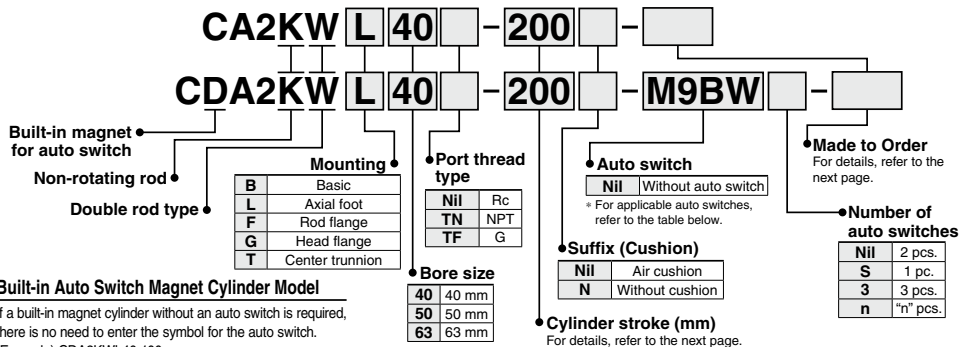 CA2KW L 40 - 200 -
CDA2KW L 40 - 200 - M9BW -
Built-in magnet
for auto switch
Non-rotating rod
Double rod type
Mounting
B Basic
L Axial foot
F Rod flange
G Head flange
T Center trunnion
Port thread
type
Nil Rc
TN NPT
TF G
Bore size
40 40 mm
50 50 mm
63 63 mm
Auto switch
Nil Without auto switch
* For applicable auto switches,
refer to the table below.
Suffix (Cushion)
Nil Air cushion
N Without cushion
Cylinder stroke (mm)
For details, refer to the next page.
Made to Order
For details, refer to the
next page.
Number of
auto switches
Nil 2 pcs.
S 1 pc.
3 3 pcs.
n "n" pcs.
Built-in Auto Switch Magnet Cylinder Model
f a built-in magnet cylinder without an auto switch is required,
here is no need to enter the symbol for the auto switch.